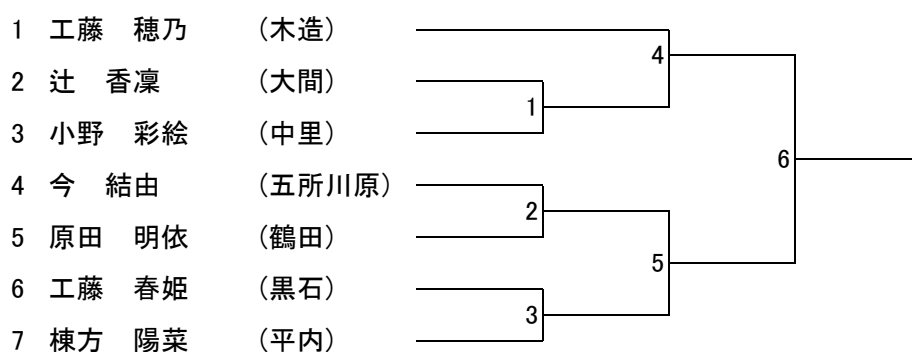 1 工藤 穂乃 （木造）
2 辻 香凜 （大間）
3 小野 彩絵 （中里）
4 今 結由 （五所川原）
5 原田 明依 （鶴田）
6 工藤 春姫 （黒石）
7 棟方 陽菜 （平内）
4
1
6
2
5
3